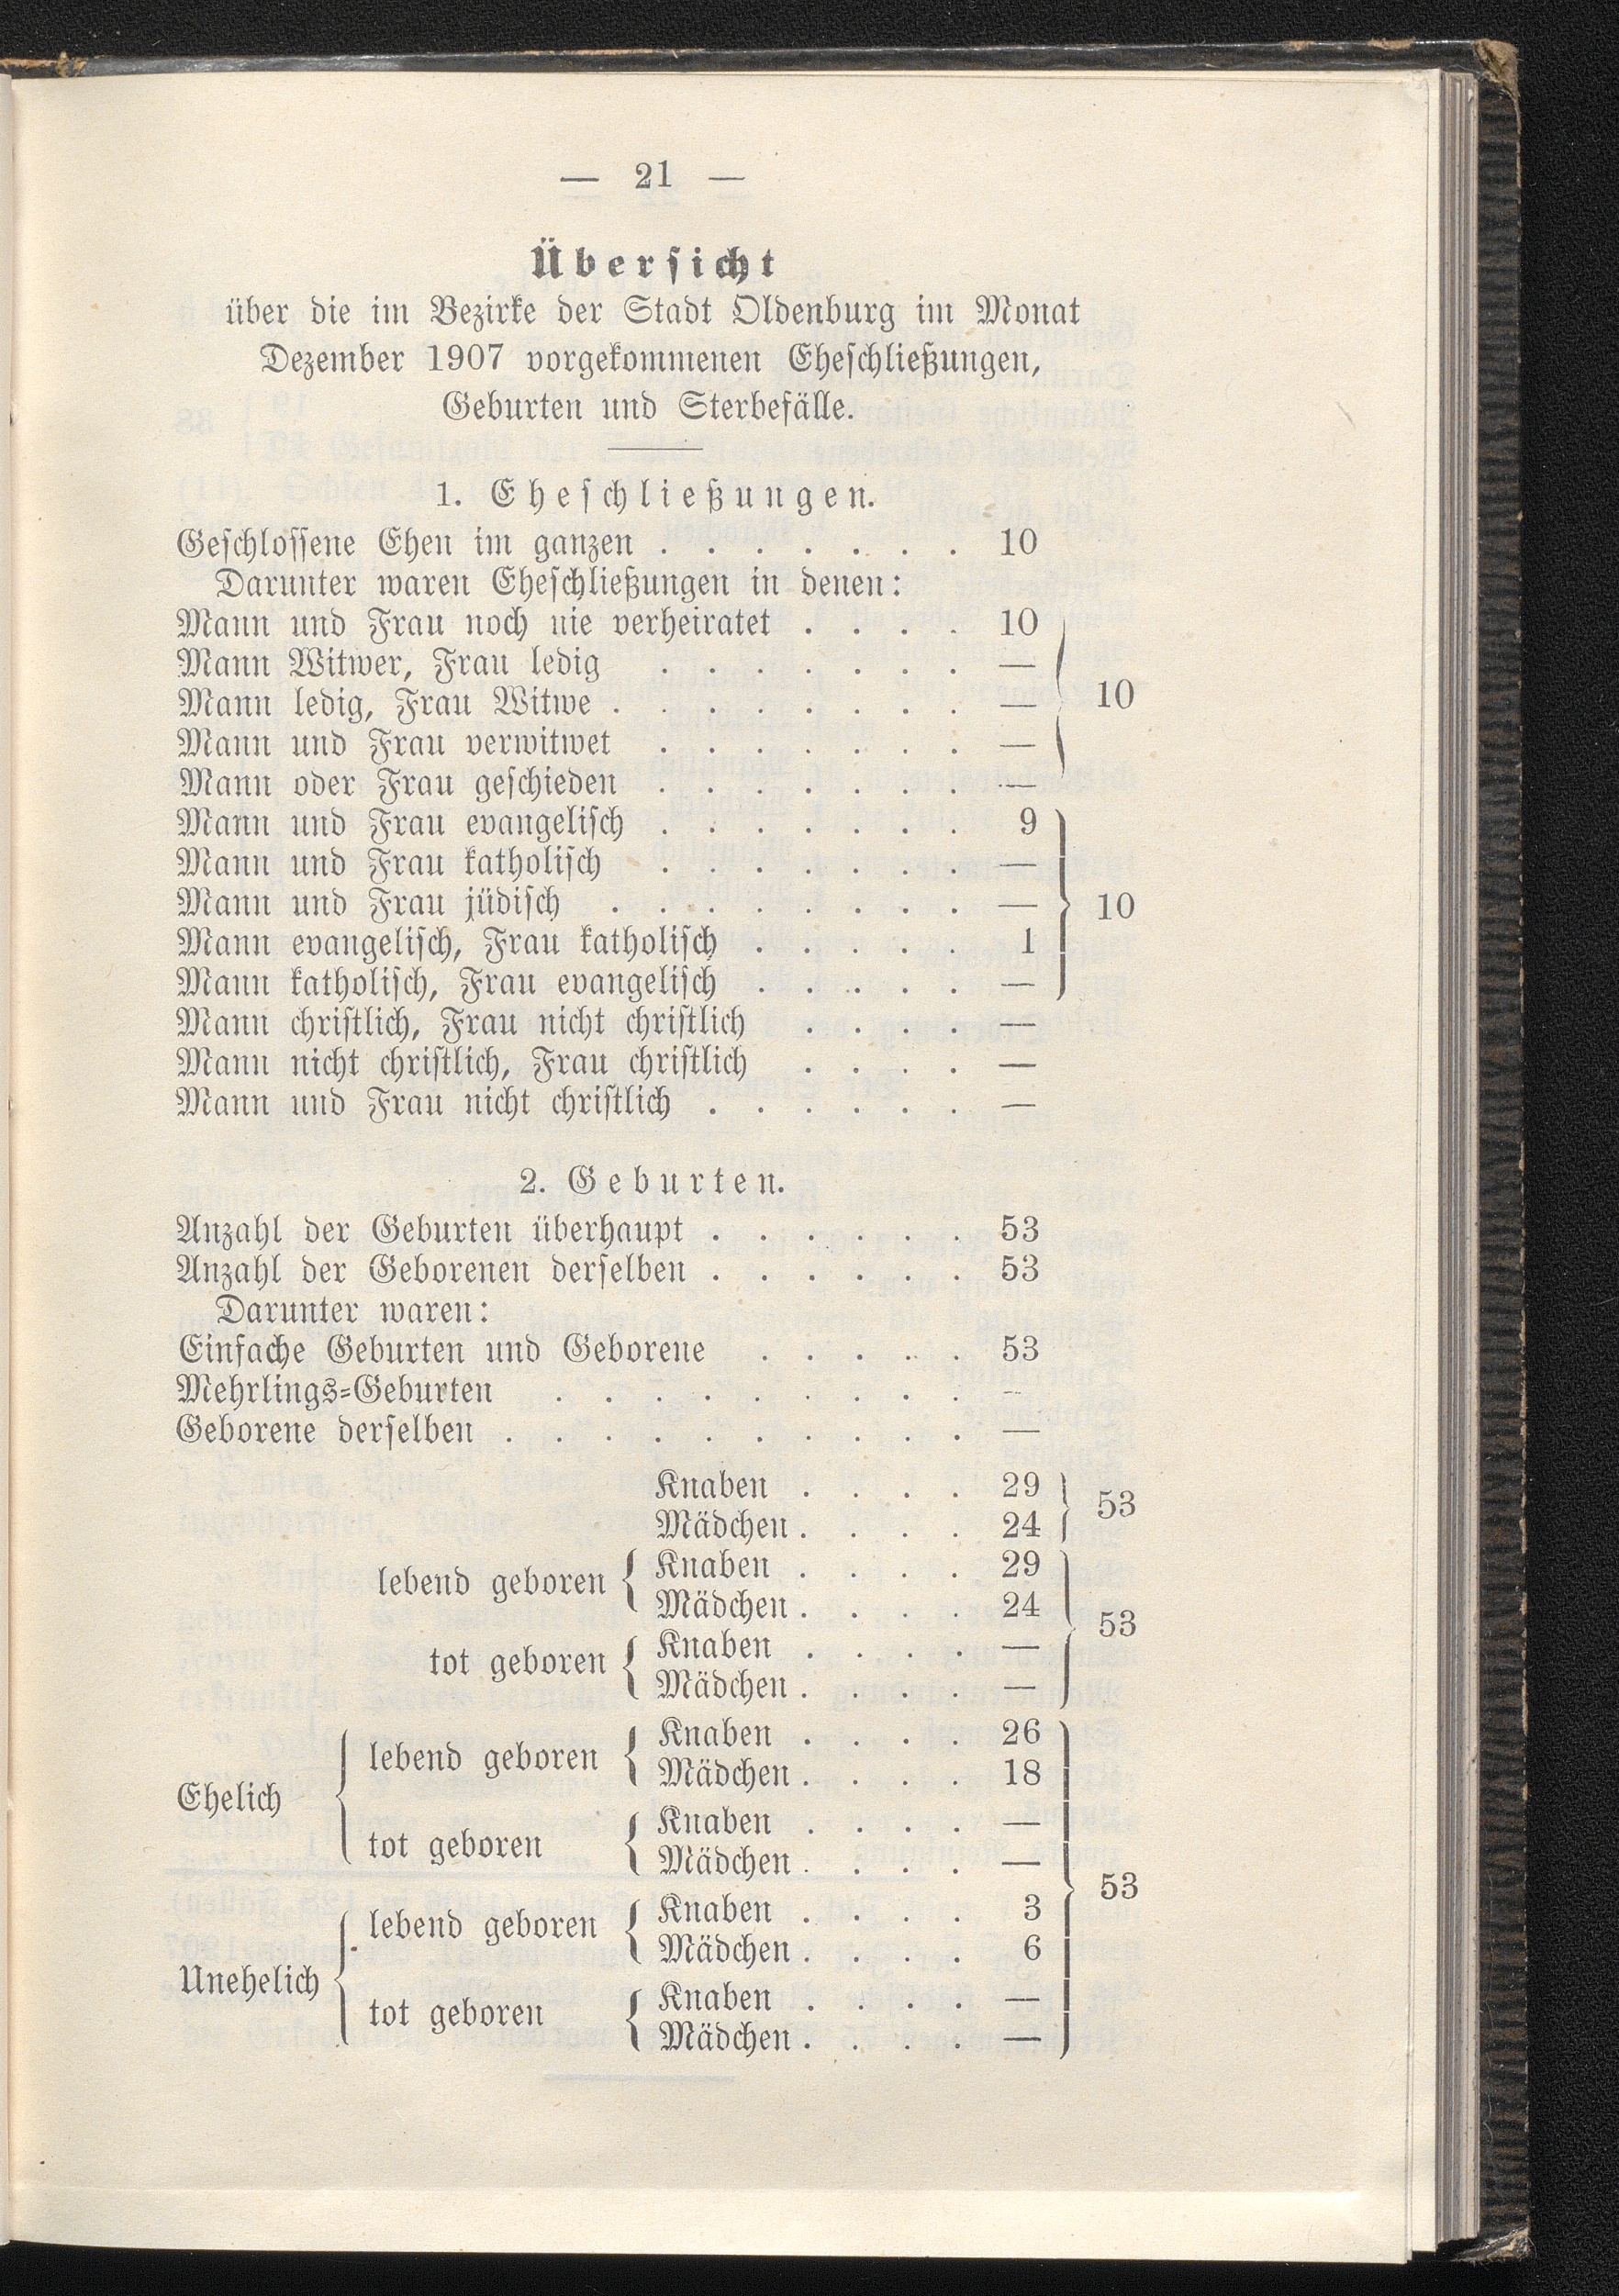 — 21 —
Übersicht
über die im Bezirke der Stadt Oldenburg im Monat
Dezember 1907 vorgekommenen Eheschließungen,
Geburten und Sterbefälle.
1. Eheschließungen.
Geschlossene Ehen im ganzen . . . . . . . 10
Darunter waren Eheschließungen in denen:
Mann und Frau noch nie verheiratet . . . . 10
Mann Witwer, Frau ledig . . . . . . . —
10
Mann ledig, Frau Witwe . . . . . . . . —
Mann und Frau verwitwet . . . . . . . —
Mann oder Frau geschieden . . . . . . . —
Mann und Frau evangelisch . . . . . . . 9
Mann und Frau katholisch . . . . . . . —
Mann und Frau jüdisch . . . . . . . . — 10
Mann evangelisch, Frau katholisch . . . . . 1
Mann katholisch, Frau evangelisch . . . . . —
Mann christlich, Frau nicht christlich . . . . —
Mann nicht christlich, Frau christlich . . . . —
Mann und Frau nicht christlich . . . . . . —
2. Geburten.
Anzahl der Geburten überhaupt . . . . . . 53
Anzahl der Geborenen derselben . . . . . . 53
Darunter waren:
Einfache Geburten und Geborene . . . . . 53
Mehrlings-Geburten . . . . . . . . . —
Geborene derselben . . . . . . . . . . —
Knaben . . . . 29
53
Mädchen . . . . 24
lebend geboren
Knaben . . . . 29
Mädchen . . . . 24
53
tot geboren
Knaben . . . . —
Mädchen . . . . —
Ehelich
lebend geboren
Knaben . . . . 26
Mädchen . . . . 18
tot geboren
Knaben . . . . —
Mädchen . . . . —
53
Unehelich
lebend geboren
Knaben . . . . 3
Mädchen . . . . 6
tot geboren
Knaben . . . . —
Mädchen . . . . —